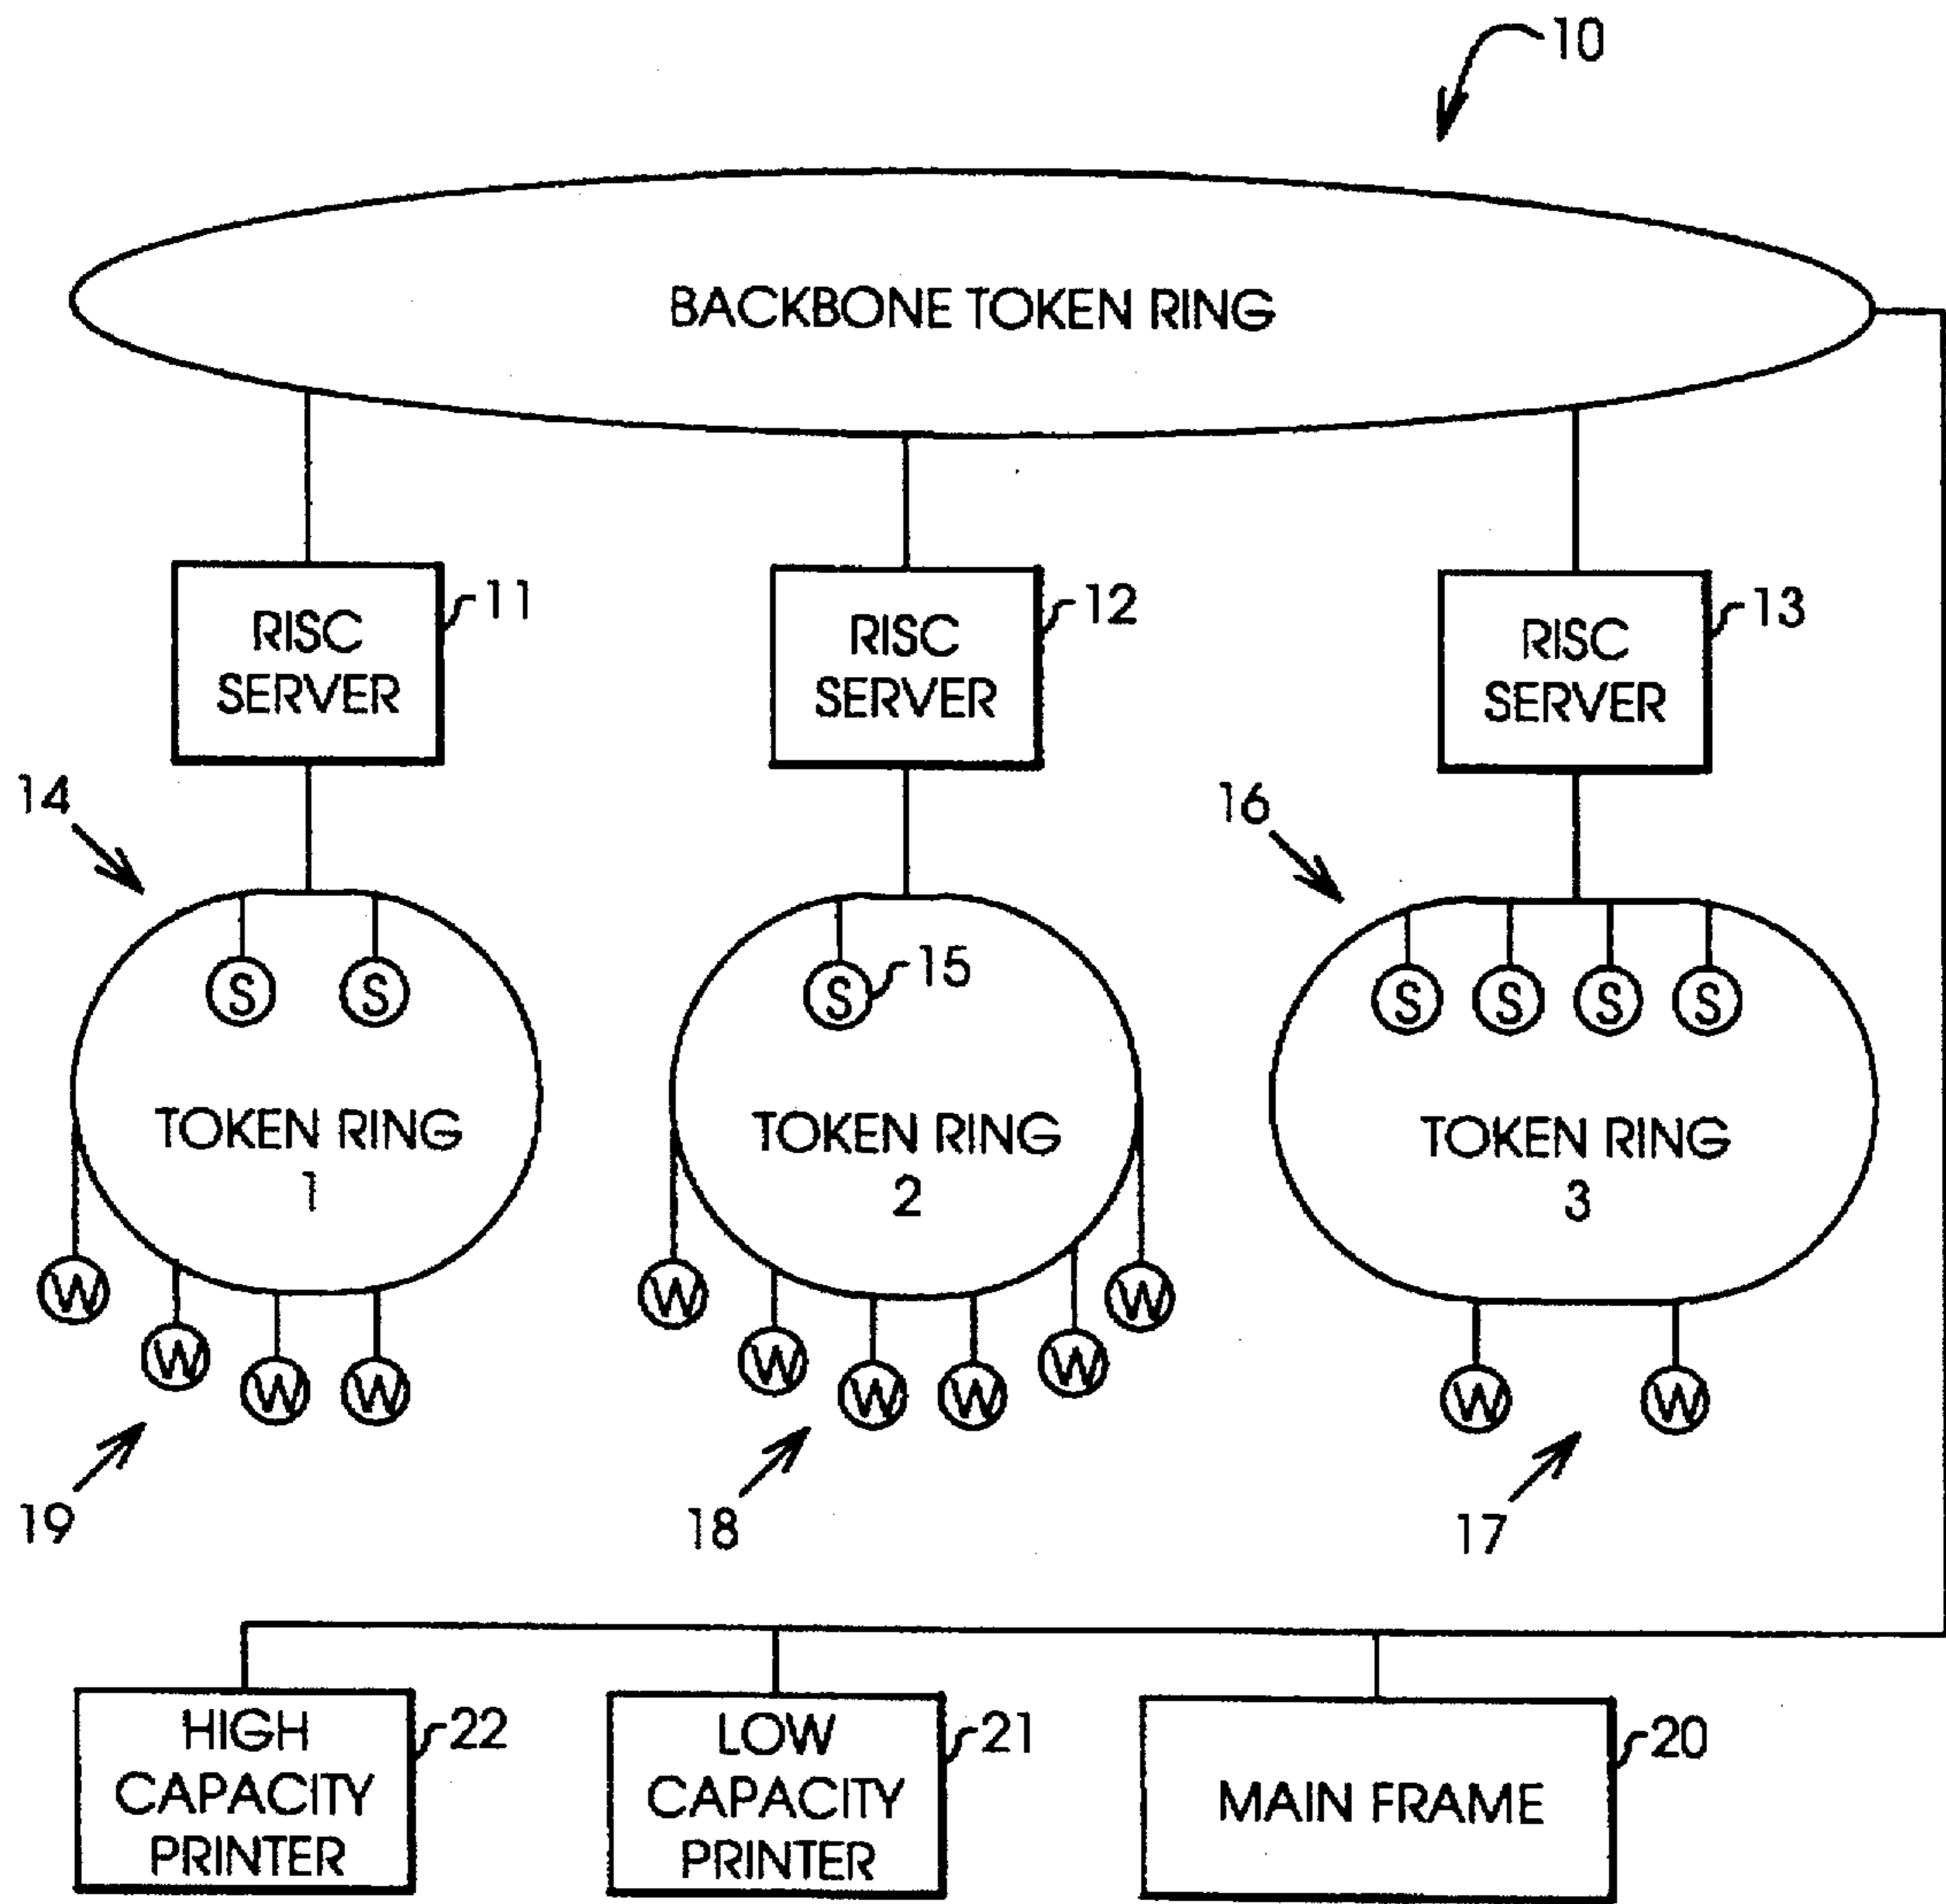 10
BACKBONE TOKEN RING
RISC
SERVER
11
RISC
SERVER
12
RISC
SERVER
13
14
16
S
S
S
15
S
S
S
S
TOKEN RING
1
TOKEN RING
2
TOKEN RING
3
W
W
W
W
W
W
W
W
W
W
W
W
19
18
17
HIGH
CAPACITY
PRINTER
22
LOW
CAPACITY
PRINTER
21
MAIN FRAME
20